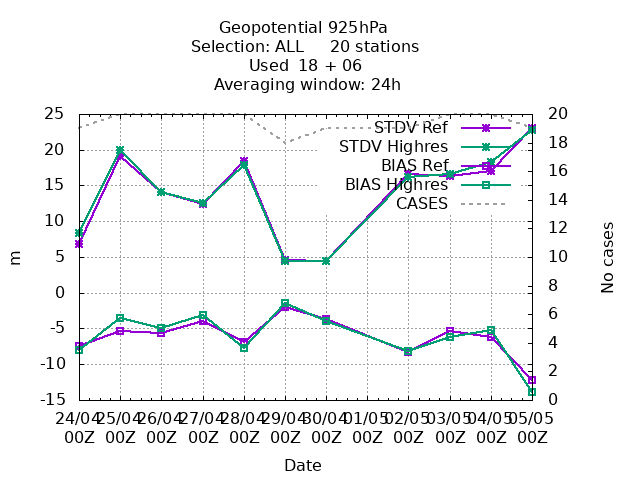 Geopotential 925hPa
Selection: ALL 20 stations
Used 18 + 06
Averaging window: 24h
25
20
15
10
5
0
-5
-10
-15
m
STDV Ref
STDV Highres
BIAS Ref
BIAS Highres
CASES
20
18
16
14
12
10
8
6
4
2
0
No cases
24/04 25/04 26/04 27/04 28/04 29/04 30/04 01/05 02/05 03/05 04/05 05/05
00Z 00Z 00Z 00Z 00Z 00Z 00Z 00Z 00Z 00Z 00Z 00Z
Date